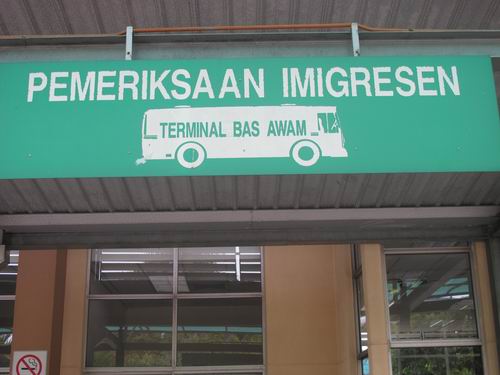 PEMERIKSAAN IMIGRESEN
TERMINAL BAS AWAM